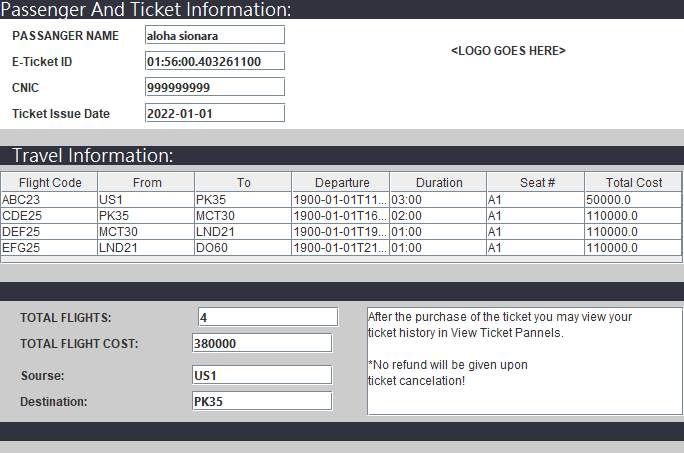 Passenger And Ticket Information:
PASSANGER NAME aloha sionara
<LOGO GOES HERE>
E-Ticket ID 01:56:00.403261100
CNIC 999999999
Ticket Issue Date 2022-01-01
Travel Information:
Flight Code From To Departure Duration Seat # Total Cost
ABC23 US1 PK35 1900-01-01T11... 03:00 A1 50000.0
CDE25 PK35 MCT30 1900-01-01T16... 02:00 A1 110000.0
DEF25 MCT30 LND21 1900-01-01T19... 01:00 A1 110000.0
EFG25 LND21 DO60 1900-01-01T21... 01:00 A1 110000.0
TOTAL FLIGHTS: 4
TOTAL FLIGHT COST: 380000
Sourse: US1
Destination: PK35
After the purchase of the ticket you may view your
ticket history in View Ticket Pannels.
*No refund will be given upon
ticket cancelation!